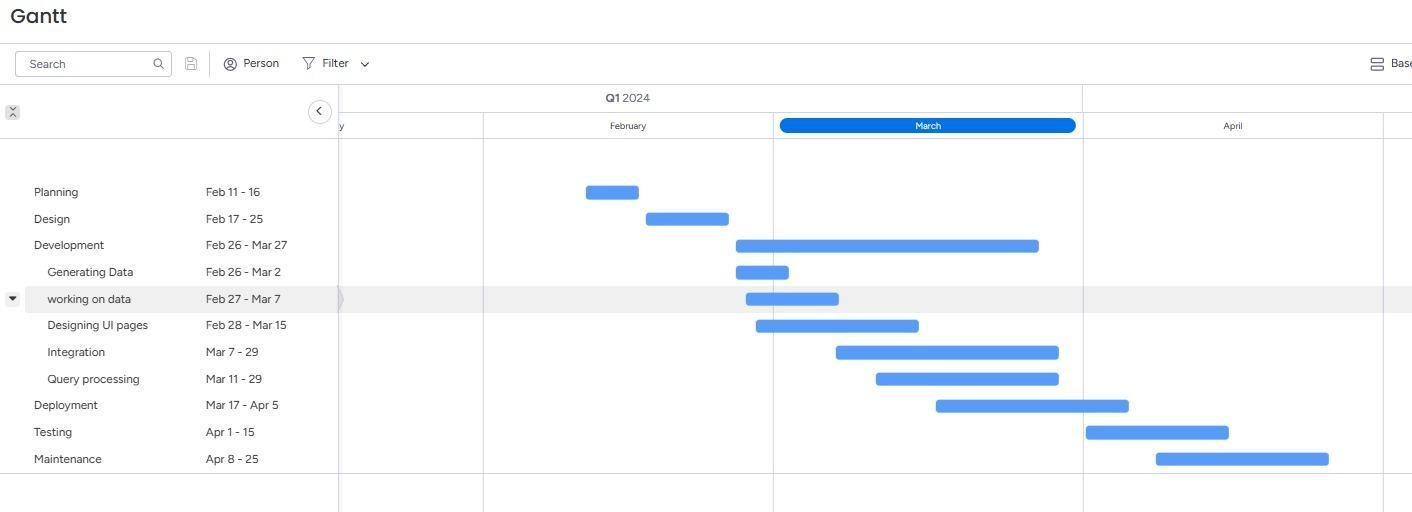 Gantt
Search Person Filter Base
Q1 2024
y February March April
Planning Feb 11 - 16
Design Feb 17 - 25
Development Feb 26 - Mar 27
Generating Data Feb 26 - Mar 2
working on data Feb 27 - Mar 7
Designing UI pages Feb 28 - Mar 15
Integration Mar 7 - 29
Query processing Mar 11 - 29
Deployment Mar 17 - Apr 5
Testing Apr 1 - 15
Maintenance Apr 8 - 25